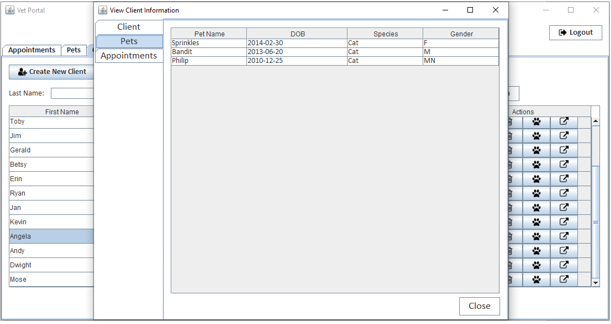 Vet Portal
View Client Information
Logout
Appointments
Pets
Create New Client
Last Name:
First Name
Toby
Jim
Gerald
Betsy
Erin
Ryan
Jan
Kevin
Angela
Andy
Dwight
Mose
Client
Pets
Appointments
Pet Name DOB Species Gender
Sprinkles 2014-02-30 Cat F
Bandit 2013-06-20 Cat M
Philip 2010-12-25 Cat MN
Close
Actions